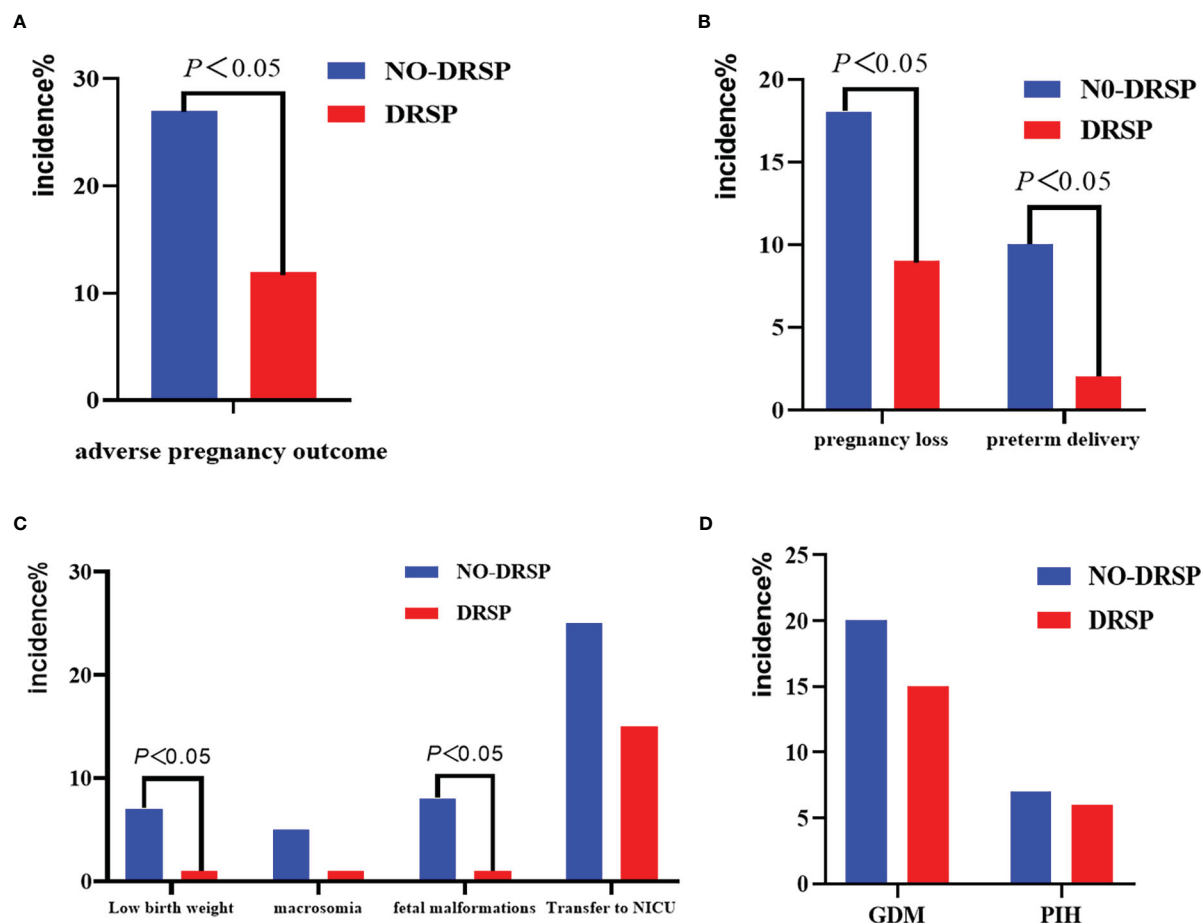 A
incidence%
30
20
10
0
P<0.05
NO-DRSP
DRSP
adverse pregnancy outcome
B
incidence%
20
15
10
5
0
P<0.05
P<0.05
N0-DRSP
DRSP
pregnancy loss preterm delivery
C
incidence%
30
20
10
0
NO-DRSP
DRSP
P<0.05
P<0.05
Low birth weight macrosomia fetal malformations Transfer to NICU
D
incidence%
25
20
15
10
5
0
NO-DRSP
DRSP
GDM PIH